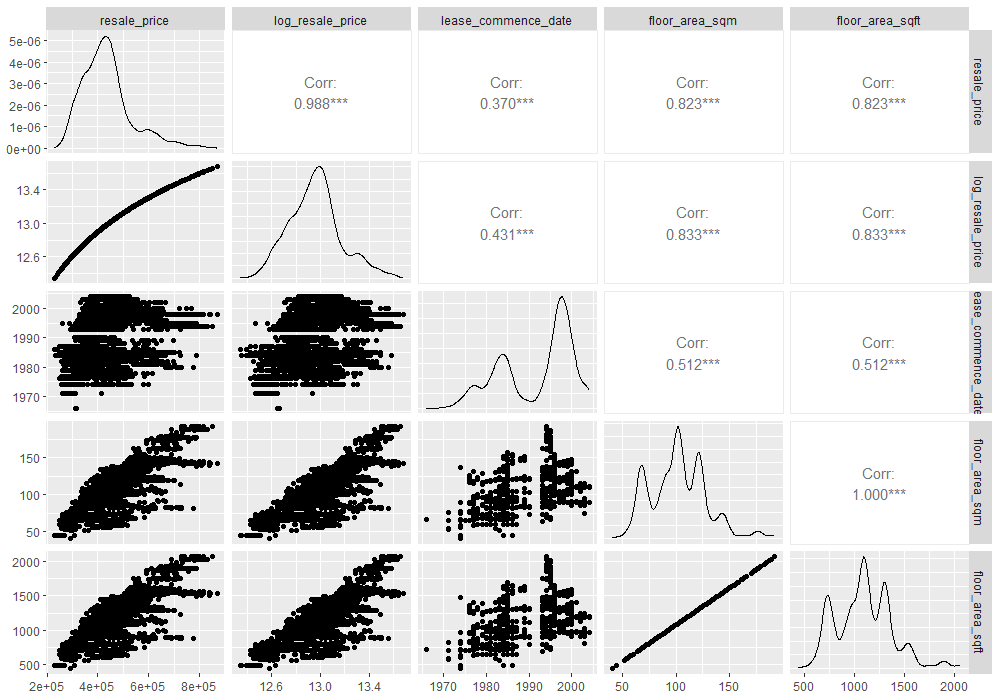 resale_price
log_resale_price
lease_commence_date
floor_area_sqm
floor_area_sqft
5e-06
4e-06
3e-06
2e-06
1e-06
0e+00
Corr:
0.988***
Corr:
0.370***
Corr:
0.823***
Corr:
0.823***
resale_price
13.4
13.0
12.6
Corr:
0.431***
Corr:
0.833***
Corr:
0.833***
log_resale_price
2000
1990
1980
1970
Corr:
0.512***
Corr:
0.512***
ease_commence_date
150
100
50
Corr:
1.000***
floor_area_sqm
2000
1500
1000
500
floor_area_sqft
2e+05 4e+05 6e+05 8e+05
12.6 13.0 13.4
1970 1980 1990 2000
50 100 150
500 1000 1500 2000